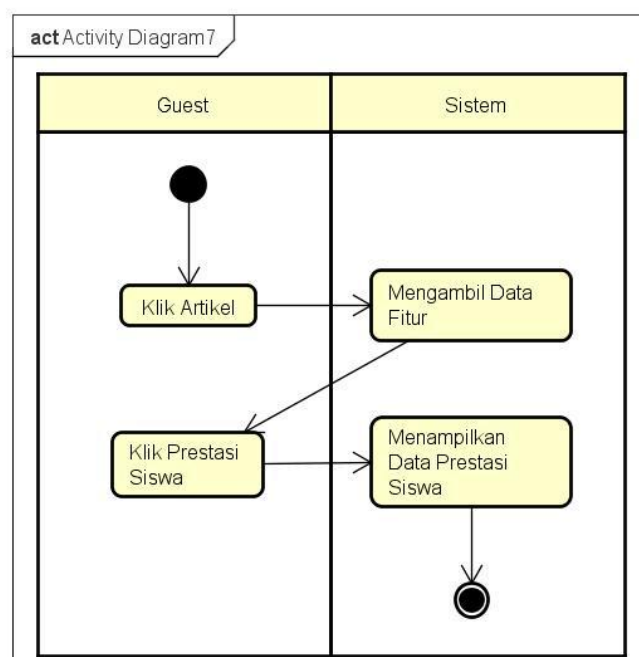 act Activity Diagram7
Guest
Sistem
Klik Artikel
Mengambil Data
Fitur
Klik Prestasi
Siswa
Menampilkan
Data Prestasi
Siswa